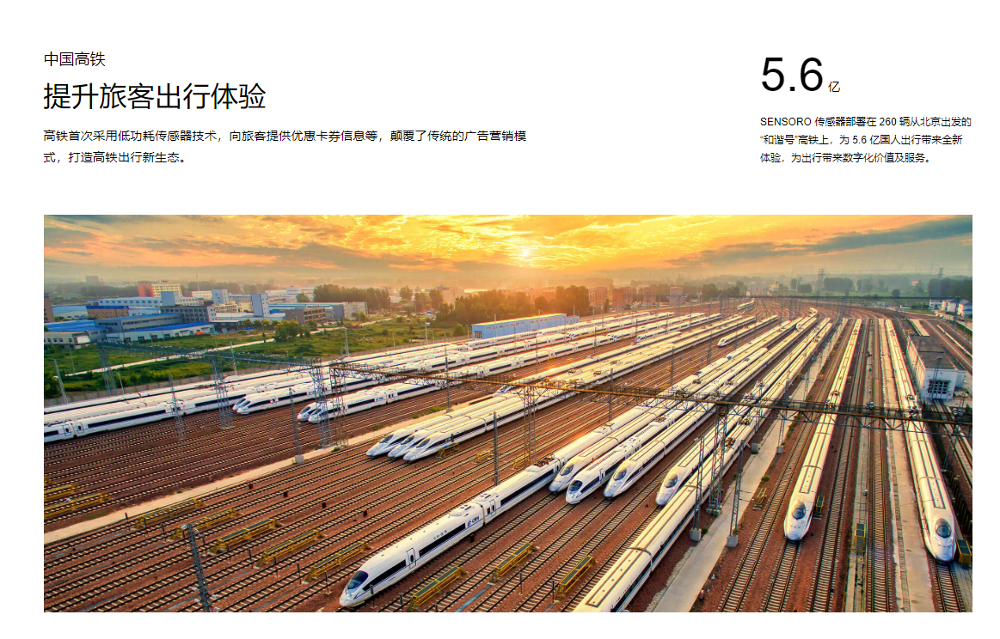 中国高铁
提升旅客出行体验
高铁首次采用低功耗传感器技术，向旅客提供优惠卡券信息等，颠覆了传统的广告营销模
式，打造高铁出行新生态。
5.6 亿
SENSORO 传感器部署在 260 辆从北京出发的
“和谐号”高铁上，为 5.6 亿国人出行带来全新
体验，为出行带来数字化价值及服务。